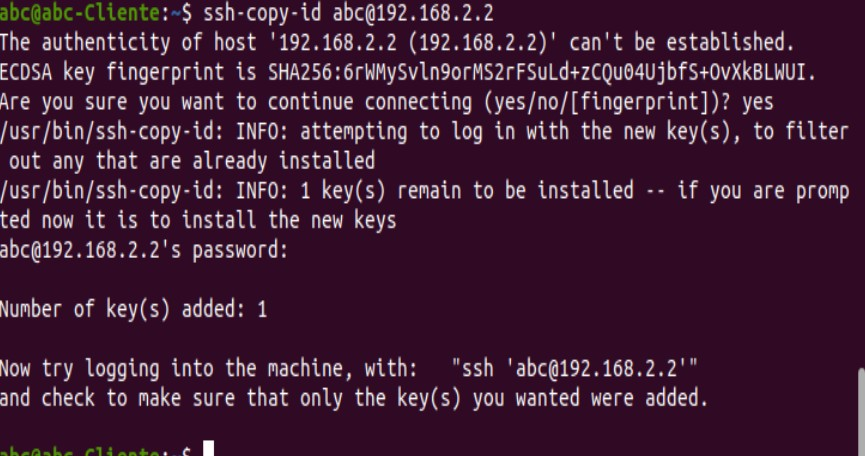 abc@abc-Cliente:~$ ssh-copy-id abc@192.168.2.2
The authenticity of host '192.168.2.2 (192.168.2.2)' can't be established.
ECDSA key fingerprint is SHA256:6rWMySvln9orMS2rFSuLd+zCQu04UjbfS+OvXkBLWUI.
Are you sure you want to continue connecting (yes/no/[fingerprint])? yes
/usr/bin/ssh-copy-id: INFO: attempting to log in with the new key(s), to filter
out any that are already installed
/usr/bin/ssh-copy-id: INFO: 1 key(s) remain to be installed -- if you are promp
ted now it is to install the new keys
abc@192.168.2.2's password:
Number of key(s) added: 1
Now try logging into the machine, with:   "ssh 'abc@192.168.2.2'"
and check to make sure that only the key(s) you wanted were added.
abc@abc-Cliente:~$